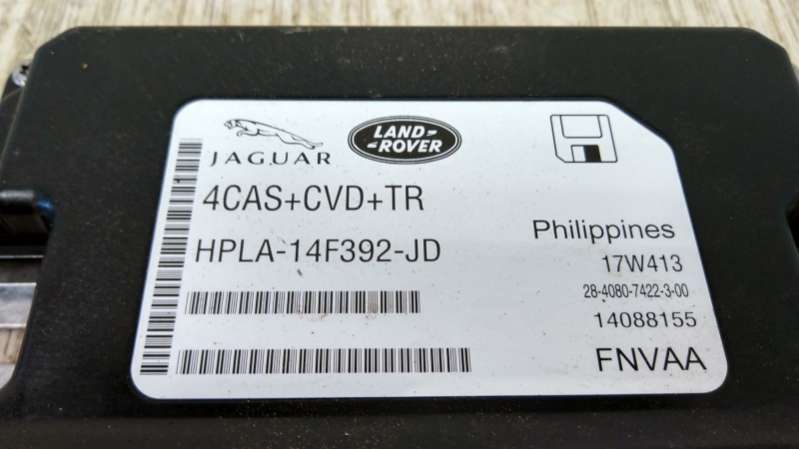 JAGUAR
LAND
ROVER
4CAS+CVD+TR
HPLA-14F392-JD
Philippines
17W413
28-4080-7422-3-00
14088155
FNVAA